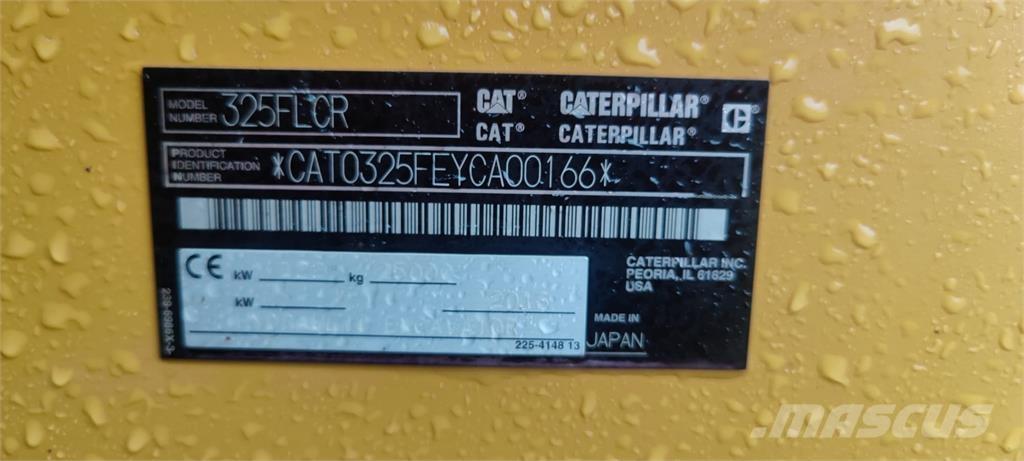 MODEL NUMBER 325FLCR
CAT® CATERPILLAR®
CAT® CATERPILLAR®
PRODUCT IDENTIFICATION NUMBER *CAT0325FEYCA00166*
CE kW kg
kW
225-4148 13
CATERPILLAR INC.
PEORIA, IL 61629
USA
MADE IN
JAPAN
MASCUS